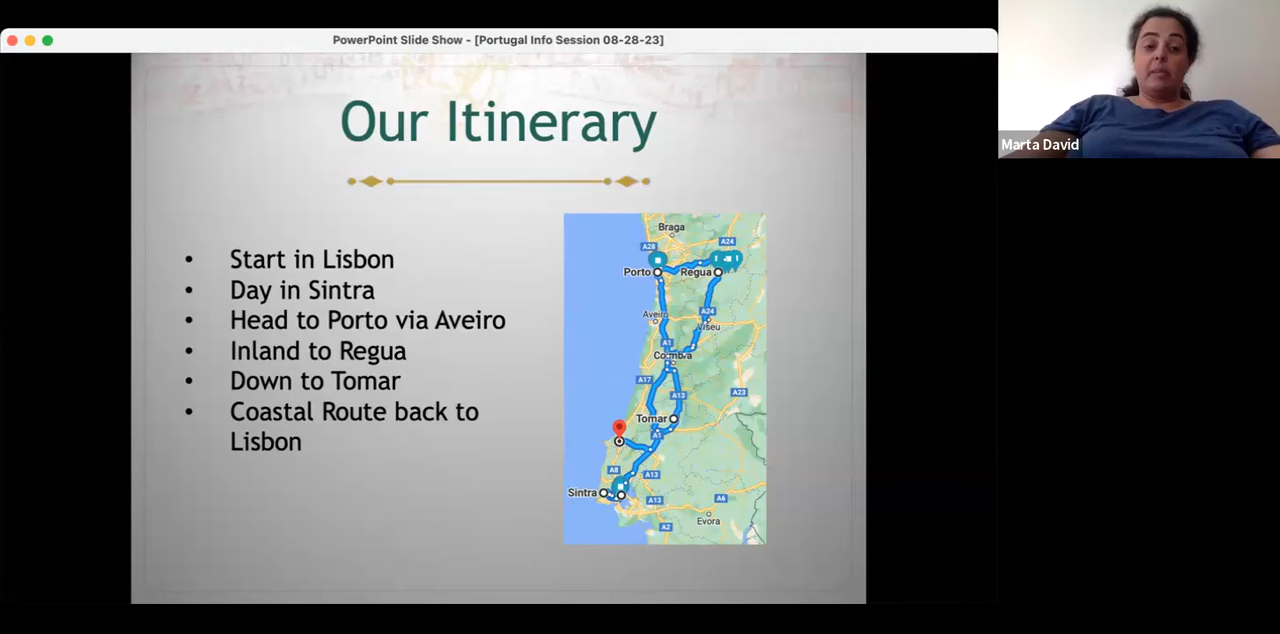 PowerPoint Slide Show - [Portugal Info Session 08-28-23]
Marta David
Our Itinerary
• Start in Lisbon
• Day in Sintra
• Head to Porto via Aveiro
• Inland to Regua
• Down to Tomar
• Coastal Route back to
Lisbon
Braga
A28
A24
Porto
Regua
A24
Aveiro
Viseu
A1
Coimbra
A17
A13
A23
Tomar
A1
A8
A13
Sintra
A13
A6
Evora
A2